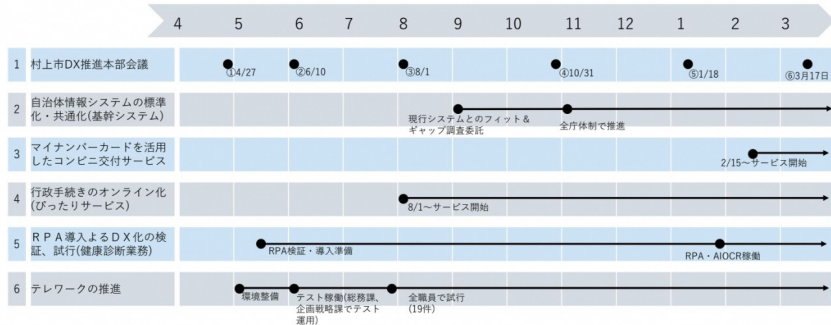 4 5 6 7 8 9 10 11 12 1 2 3
1 村上市DX推進本部会議
①4/27 ②6/10 ③8/1 ④10/31 ⑤1/18 ⑥3月17日
2 自治体情報システムの標準
化・共通化(基幹システム)
現行システムとのフィット＆
ギャップ調査委託
全庁体制で推進
3 マイナンバーカードを活用
したコンビニ交付サービス
2/15～サービス開始
4 行政手続きのオンライン化
(ぴったりサービス)
8/1～サービス開始
5 ＲＰＡ導入よるＤＸ化の検
証、試行(健康診断業務)
RPA検証・導入準備
RPA・AIOCR稼働
6 テレワークの推進
環境整備
テスト稼働(総務課、
企画戦略課でテスト
運用)
全職員で試行
(19件)